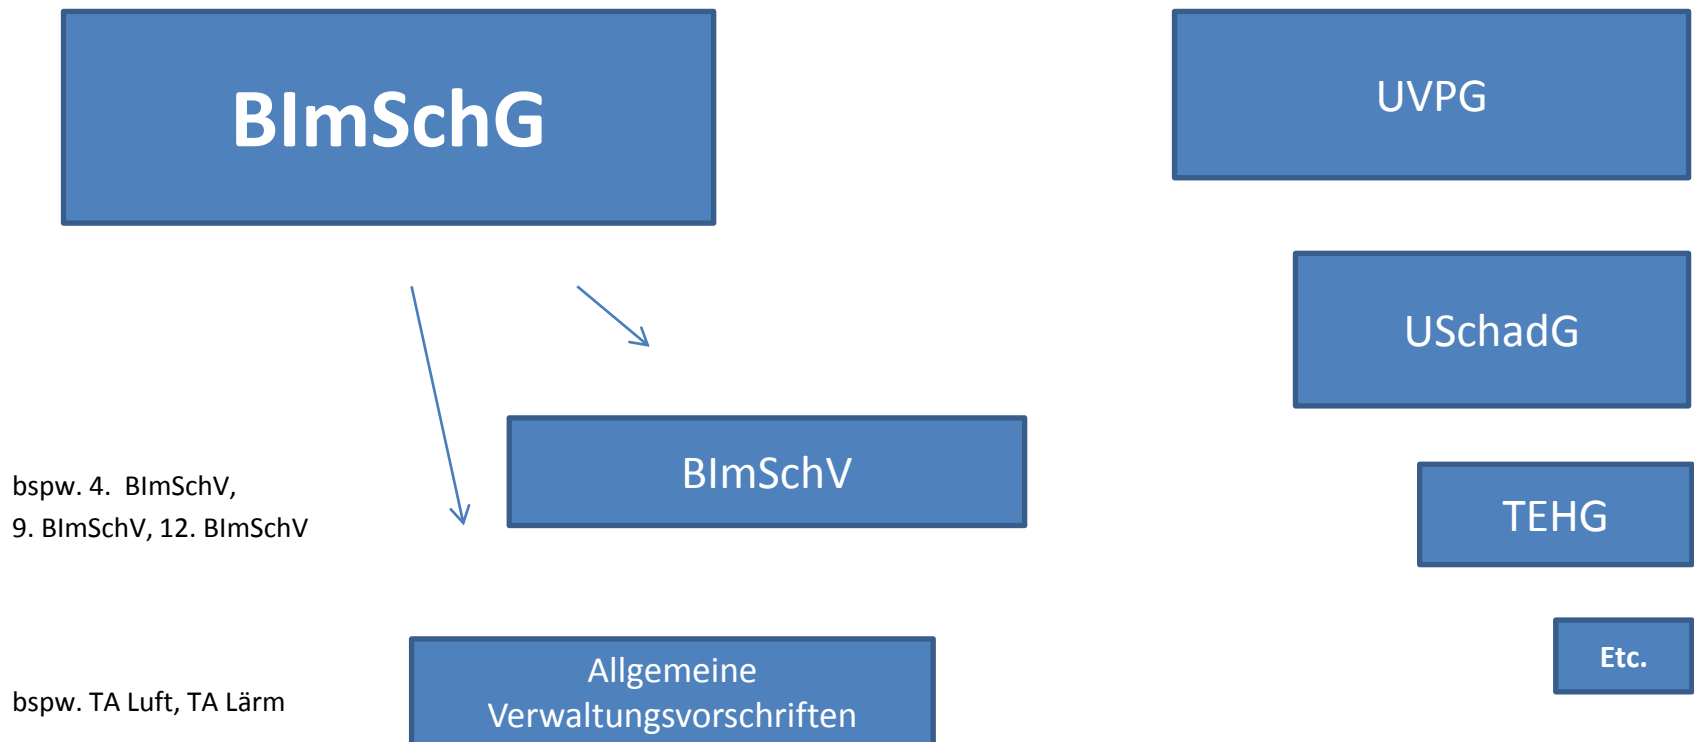 BImSchG
UVPG
USchadG
BImSchV
bspw. 4.  BImSchV,
9. BImSchV, 12. BImSchV
TEHG
Allgemeine
Verwaltungsvorschriften
bspw. TA Luft, TA Lärm
Etc.